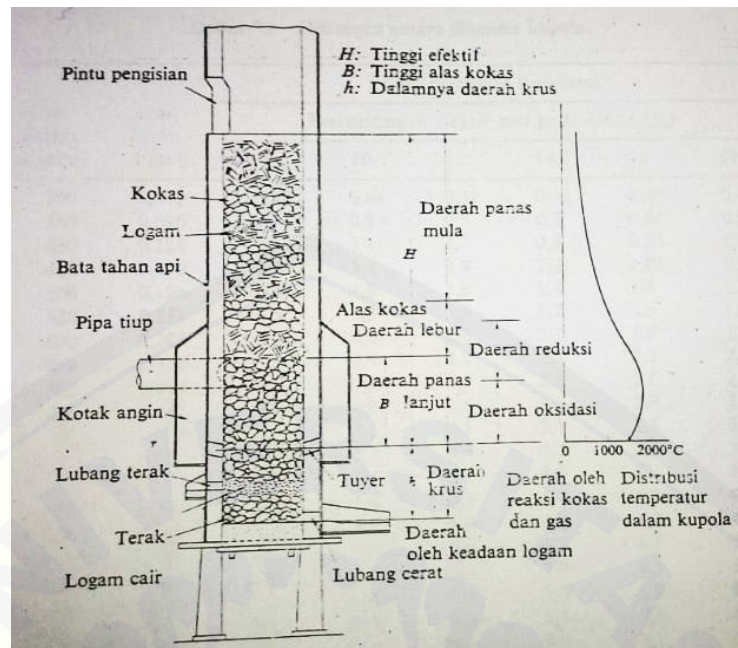 H: Tinggi efektif
B: Tinggi alas kokas
h: Dalamnya daerah krus
Pintu pengisian
Kokas
Logam
Bata tahan api
Pipa tiup
Kotak angin
Lubang terak
Terak
Logam cair
Daerah panas
mula
H
Alas kokas
Daerah lebur
Daerah reduksi
Daerah panas
B lanjut
Daerah oksidasi
Tuyer
h
Daerah
krus
Daerah
oleh keadaan logam
Lubang cerat
Daerah oleh
reaksi kokas
dan gas
0 1000 2000°C
Distribusi
temperatur
dalam kupola